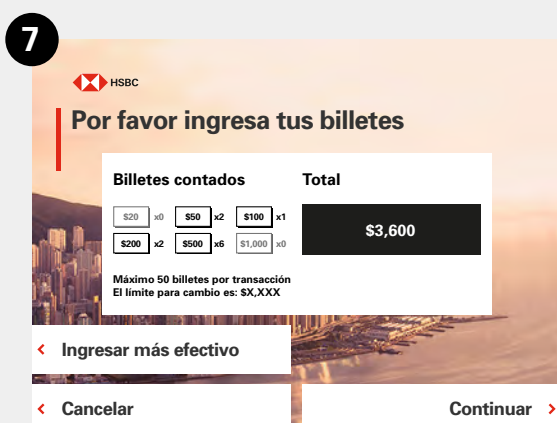 7
HSBC
Por favor ingresa tus billetes
Billetes contados
Total
$20 x0 $50 x2 $100 x1
$200 x2 $500 x6 $1,000 x0
$3,600
Máximo 50 billetes por transacción
El límite para cambio es: $X,XXX
‹ Ingresar más efectivo
‹ Cancelar
Continuar ›